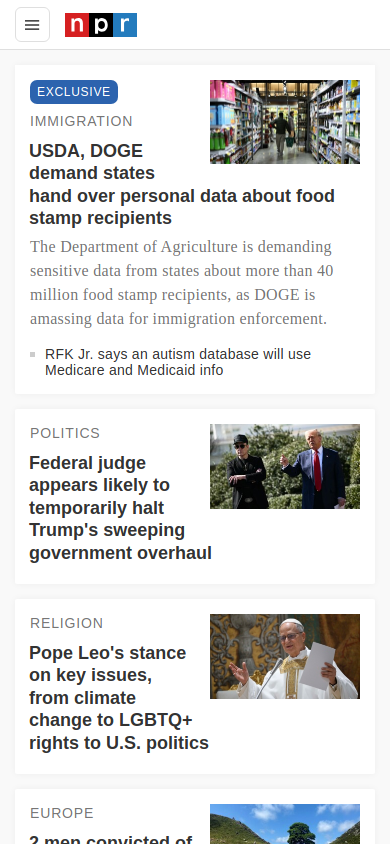 npr
EXCLUSIVE
IMMIGRATION
USDA, DOGE
demand states
hand over personal data about food
stamp recipients
The Department of Agriculture is demanding
sensitive data from states about more than 40
million food stamp recipients, as DOGE is
amassing data for immigration enforcement.
RFK Jr. says an autism database will use
Medicare and Medicaid info
POLITICS
Federal judge
appears likely to
temporarily halt
Trump's sweeping
government overhaul
RELIGION
Pope Leo's stance
on key issues,
from climate
change to LGBTQ+
rights to U.S. politics
EUROPE
2 men convicted of